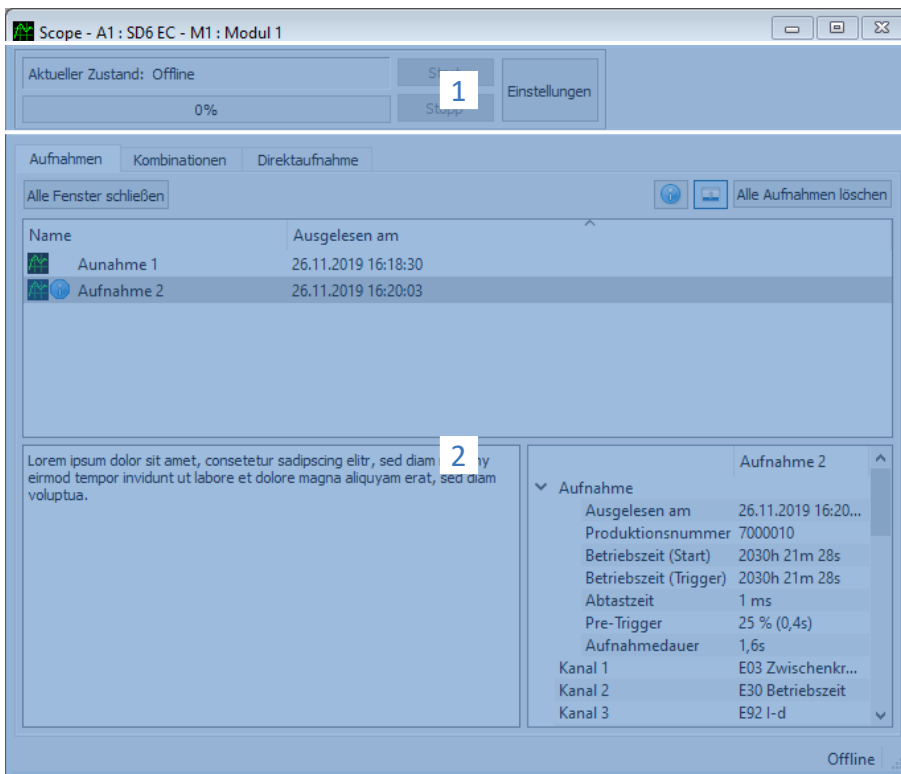 Scope - A1 : SD6 EC - M1 : Modul 1
Aktueller Zustand: Offline
1
Einstellungen
0%
Stopp
Aufnahmen Kombinationen Direktaufnahme
Alle Fenster schließen Alle Aufnahmen löschen
Name Ausgelesen am
Aunahme 1 26.11.2019 16:18:30
Aufnahme 2 26.11.2019 16:20:03
2
Lorem ipsum dolor sit amet, consetetur sadipscing elitr, sed diam
eirmod tempor invidunt ut labore et dolore magna aliquyam erat, sed diam
voluptua.
Aufnahme 2
Aufnahme
Ausgelesen am 26.11.2019 16:20...
Produktionsnummer 7000010
Betriebszeit (Start) 2030h 21m 28s
Betriebszeit (Trigger) 2030h 21m 28s
Abtastzeit 1 ms
Pre-Trigger 25 % (0,4s)
Aufnahmedauer 1,6s
Kanal 1 E03 Zwischenkr...
Kanal 2 E30 Betriebszeit
Kanal 3 E92 I-d
Offline